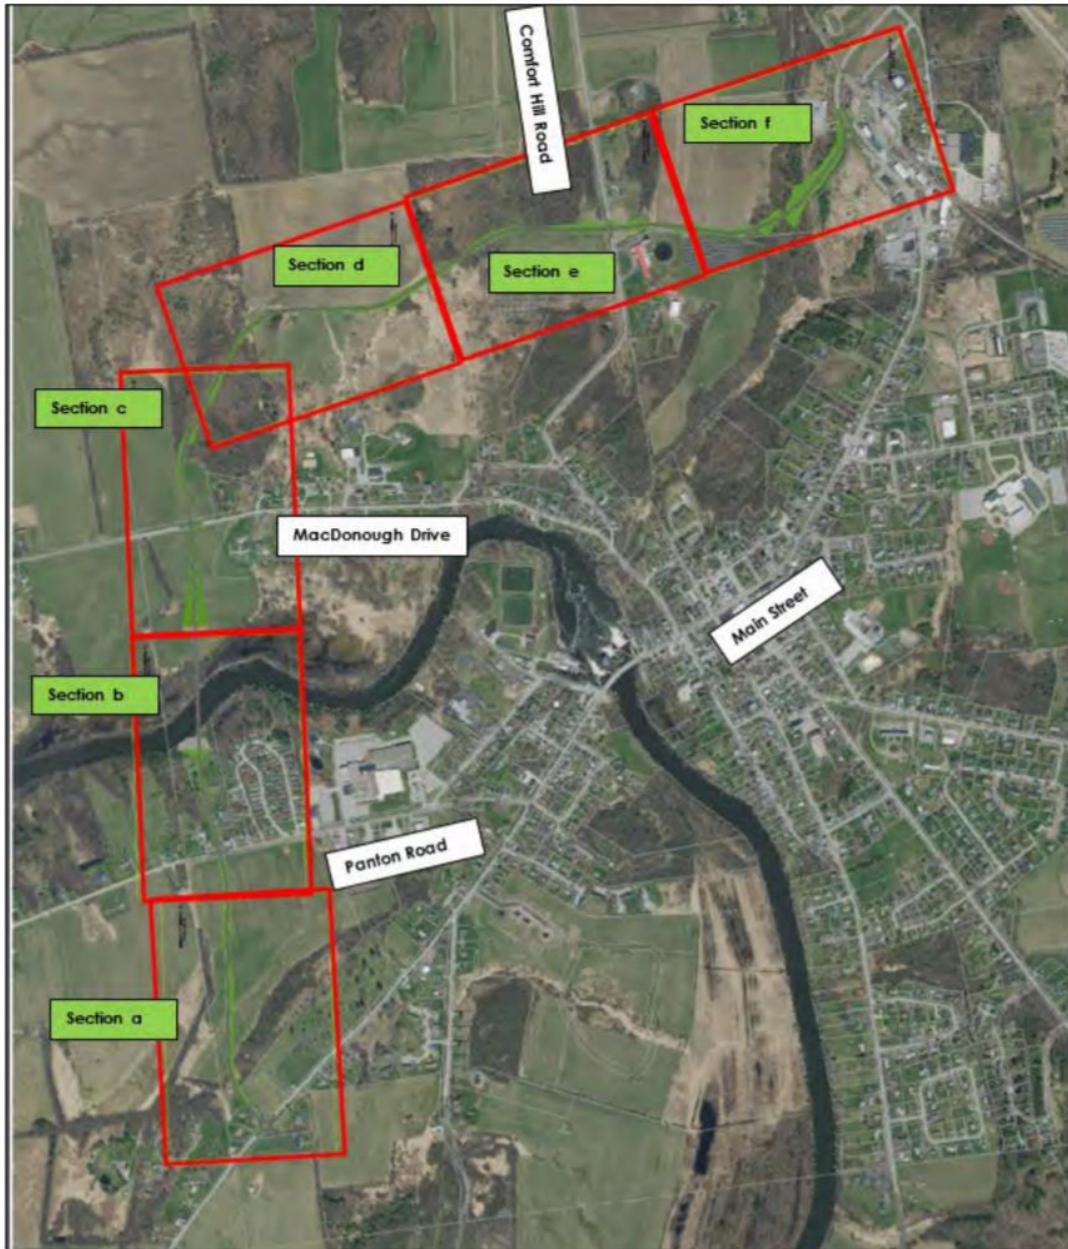 Comfort Hill Road
Section f
Section d
Section e
Section c
MacDonough Drive
Main Street
Section b
Panton Road
Section a